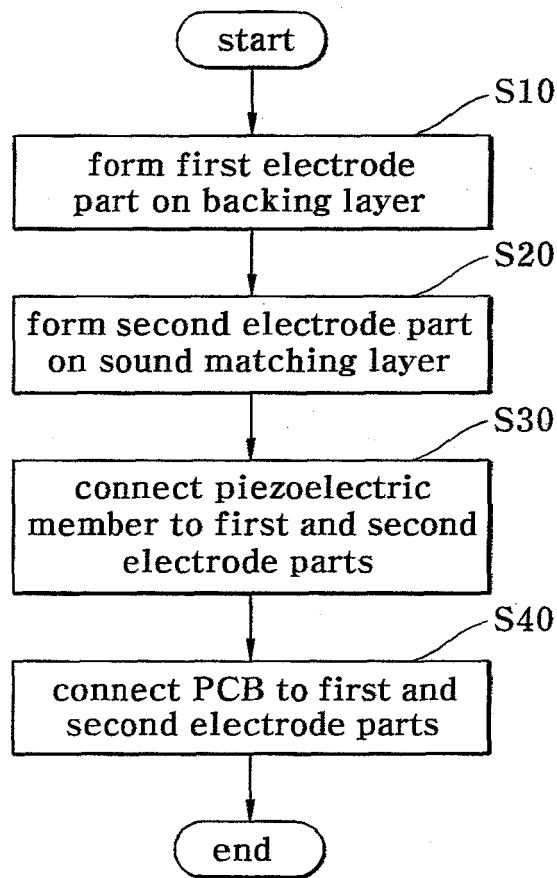 start
S10
form first electrode
part on backing layer
S20
form second electrode part
on sound matching layer
S30
connect piezoelectric
member to first and second
electrode parts
S40
connect PCB to first and
second electrode parts
end